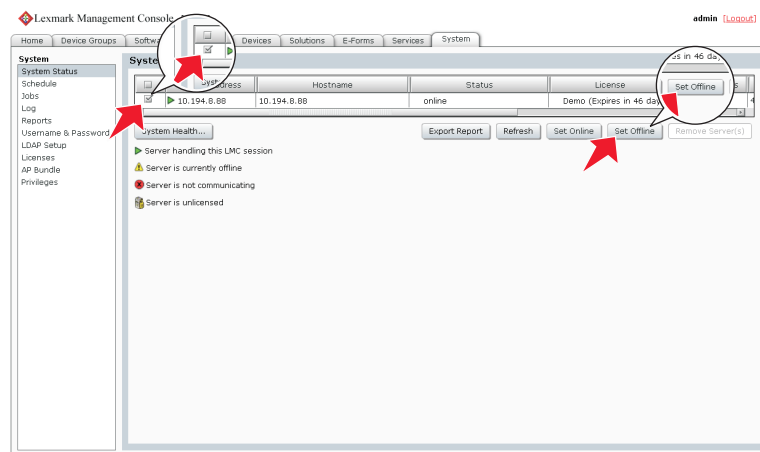 Lexmark Management Console
admin [Logout]
Home Device Groups Softwa Devices Solutions E-Forms Services System
System
System Status
Schedule
Jobs
Log
Reports
Username & Password
LDAP Setup
Licenses
AP Bundle
Privileges
Syste
Hostname Status License
10.194.8.88 10.194.8.88 online Demo (Expires in 46 day
es in 46 da
Set Offline
System Health... Export Report Refresh Set Online Set Offline Remove Server(s)
Server handling this LMC session
Server is currently offline
Server is not communicating
Server is unlicensed